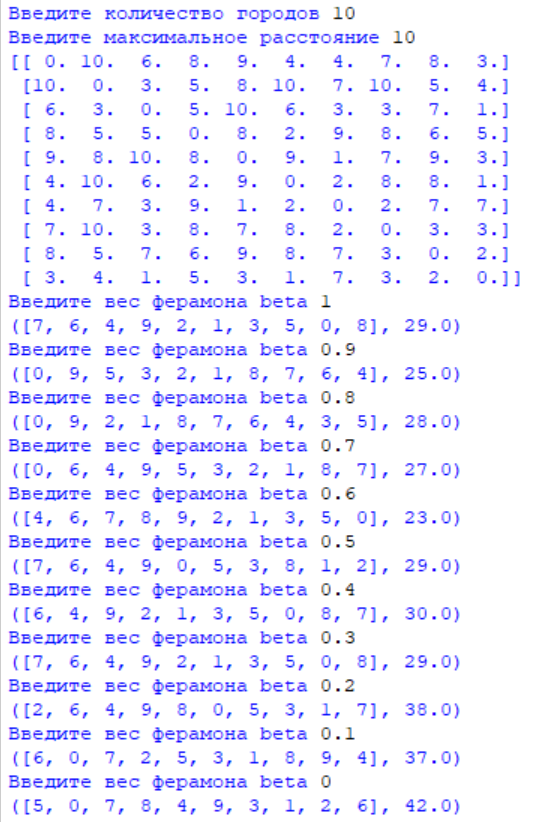 Введите количество городов 10
Введите максимальное расстояние 10
[[ 0. 10.  6.  8.  9.  4.  4.  7.  8.  3.]
 [10.  0.  3.  5.  8. 10.  7. 10.  5.  4.]
 [ 6.  3.  0.  5. 10.  6.  3.  3.  7.  1.]
 [ 8.  5.  5.  0.  8.  2.  9.  8.  6.  5.]
 [ 9.  8. 10.  8.  0.  9.  1.  7.  9.  3.]
 [ 4. 10.  6.  2.  9.  0.  2.  8.  8.  1.]
 [ 4.  7.  3.  9.  1.  2.  0.  2.  7.  7.]
 [ 7. 10.  3.  8.  7.  8.  2.  0.  3.  3.]
 [ 8.  5.  7.  6.  9.  8.  7.  3.  0.  2.]
 [ 3.  4.  1.  5.  3.  1.  7.  3.  2.  0.]]
Введите вес ферамона beta 1
([7, 6, 4, 9, 2, 1, 3, 5, 0, 8], 29.0)
Введите вес ферамона beta 0.9
([0, 9, 5, 3, 2, 1, 8, 7, 6, 4], 25.0)
Введите вес ферамона beta 0.8
([0, 9, 2, 1, 8, 7, 6, 4, 3, 5], 28.0)
Введите вес ферамона beta 0.7
([0, 6, 4, 9, 5, 3, 2, 1, 8, 7], 27.0)
Введите вес ферамона beta 0.6
([4, 6, 7, 8, 9, 2, 1, 3, 5, 0], 23.0)
Введите вес ферамона beta 0.5
([7, 6, 4, 9, 0, 5, 3, 8, 1, 2], 29.0)
Введите вес ферамона beta 0.4
([6, 4, 9, 2, 1, 3, 5, 0, 8, 7], 30.0)
Введите вес ферамона beta 0.3
([7, 6, 4, 9, 2, 1, 3, 5, 0, 8], 29.0)
Введите вес ферамона beta 0.2
([2, 6, 4, 9, 8, 0, 5, 3, 1, 7], 38.0)
Введите вес ферамона beta 0.1
([6, 0, 7, 2, 5, 3, 1, 8, 9, 4], 37.0)
Введите вес ферамона beta 0
([5, 0, 7, 8, 4, 9, 3, 1, 2, 6], 42.0)